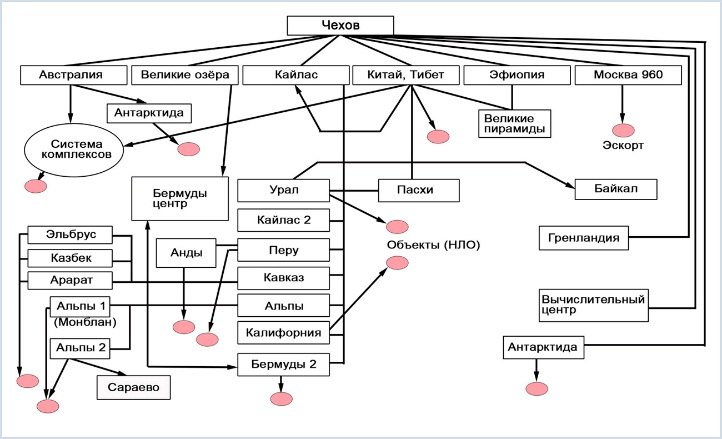 Чехов
Австралия
Великие озёра
Кайлас
Китай, Тибет
Эфиопия
Москва 960
Антарктида
Великие
пирамиды
Эскорт
Система
комплексов
Бермуды
центр
Урал
Пасхи
Байкал
Кайлас 2
Эльбрус
Анды
Перу
Объекты (НЛО)
Гренландия
Казбек
Арарат
Кавказ
Альпы 1
(Монблан)
Альпы
Вычислительный
центр
Калифорния
Альпы 2
Антарктида
Бермуды 2
Сараево